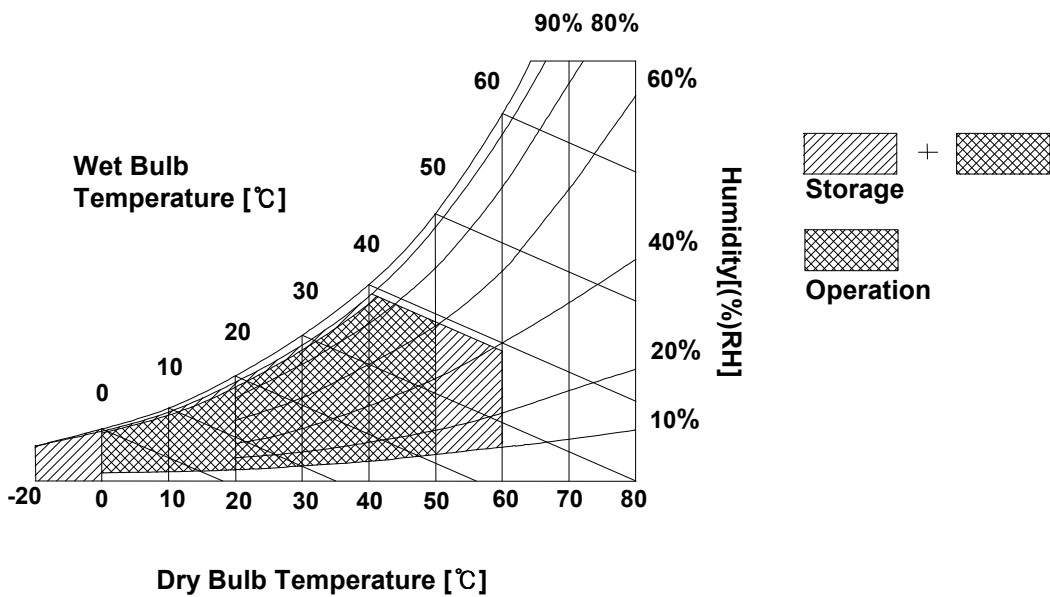 90% 80%
60
60%
50
Wet Bulb
Temperature [℃]
+
Storage
40
40%
Humidity[(%)RH]
30
Operation
20
20%
10
0
10%
-20 0 10 20 30 40 50 60 70 80
Dry Bulb Temperature [℃]